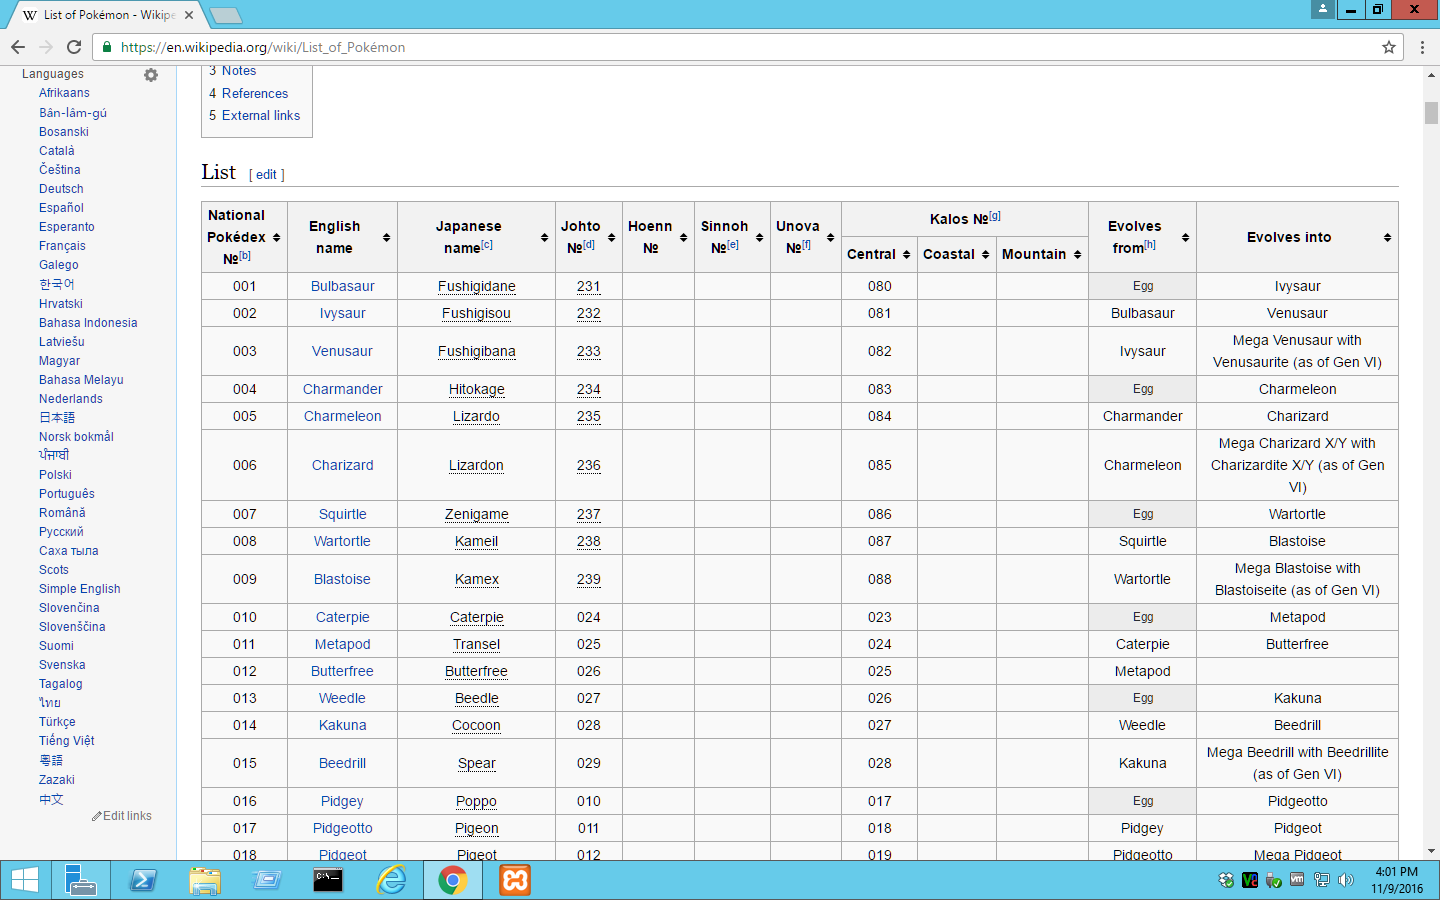 List of Pokémon - Wikipe
https://en.wikipedia.org/wiki/List_of_Pokémon
Languages
Afrikaans
Bân-lâm-gú
Bosanski
Català
Čeština
Deutsch
Español
Esperanto
Français
Galego
한국어
Hrvatski
Bahasa Indonesia
Latviešu
Magyar
Bahasa Melayu
Nederlands
日本語
Norsk bokmål
ਪੰਜਾਬੀ
Polski
Português
Română
Русский
Саха тыла
Scots
Simple English
Slovenčina
Slovenščina
Suomi
Svenska
Tagalog
ไทย
Türkçe
Tiếng Việt
粵語
Zazaki
中文
Edit links
3 Notes
4 References
5 External links
List [ edit ]
National Pokédex №[b] English name Japanese name[c] Johto №[d] Hoenn № Sinnoh №[e] Unova №[f] Kalos №[g] Evolves from[h] Evolves into
Central Coastal Mountain
001 Bulbasaur Fushigidane 231 080 Egg Ivysaur
002 Ivysaur Fushigisou 232 081 Bulbasaur Venusaur
003 Venusaur Fushigibana 233 082 Ivysaur Mega Venusaur with Venusaurite (as of Gen VI)
004 Charmander Hitokage 234 083 Egg Charmeleon
005 Charmeleon Lizardo 235 084 Charmander Charizard
006 Charizard Lizardon 236 085 Charmeleon Mega Charizard X/Y with Charizardite X/Y (as of Gen VI)
007 Squirtle Zenigame 237 086 Egg Wartortle
008 Wartortle Kameil 238 087 Squirtle Blastoise
009 Blastoise Kamex 239 088 Wartortle Mega Blastoise with Blastoiseite (as of Gen VI)
010 Caterpie Caterpie 024 023 Egg Metapod
011 Metapod Transel 025 024 Caterpie Butterfree
012 Butterfree Butterfree 026 025 Metapod
013 Weedle Beedle 027 026 Egg Kakuna
014 Kakuna Cocoon 028 027 Weedle Beedrill
015 Beedrill Spear 029 028 Kakuna Mega Beedrill with Beedrillite (as of Gen VI)
016 Pidgey Poppo 010 017 Egg Pidgeotto
017 Pidgeotto Pigeon 011 018 Pidgey Pidgeot
018 Pidgeot Pigeot 012 019 Pidgeotto Mega Pidgeot
4:01 PM
11/9/2016